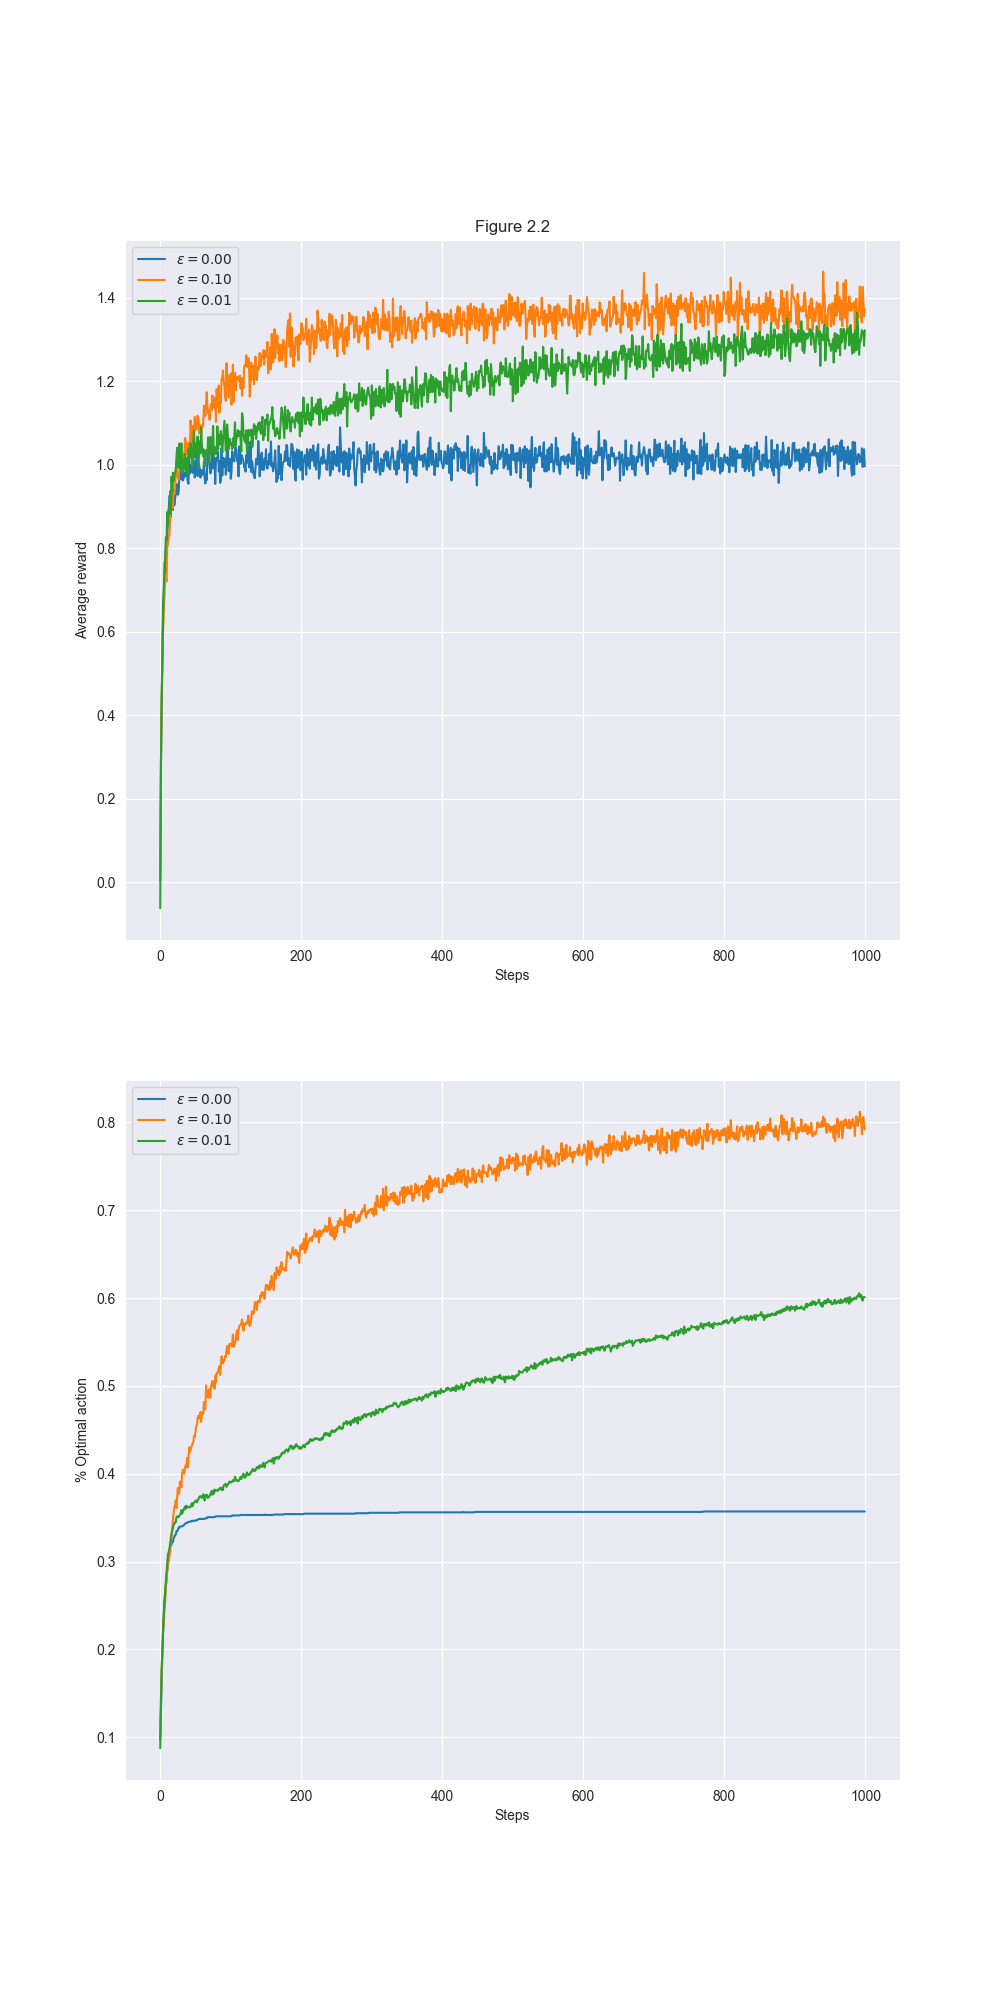 Figure 2.2
ε = 0.00
ε = 0.10
ε = 0.01
1.4
1.2
1.0
0.8
0.6
0.4
0.2
0.0
Average reward
0 200 400 600 800 1000
Steps
ε = 0.00
ε = 0.10
ε = 0.01
0.8
0.7
0.6
0.5
0.4
0.3
0.2
0.1
% Optimal action
0 200 400 600 800 1000
Steps